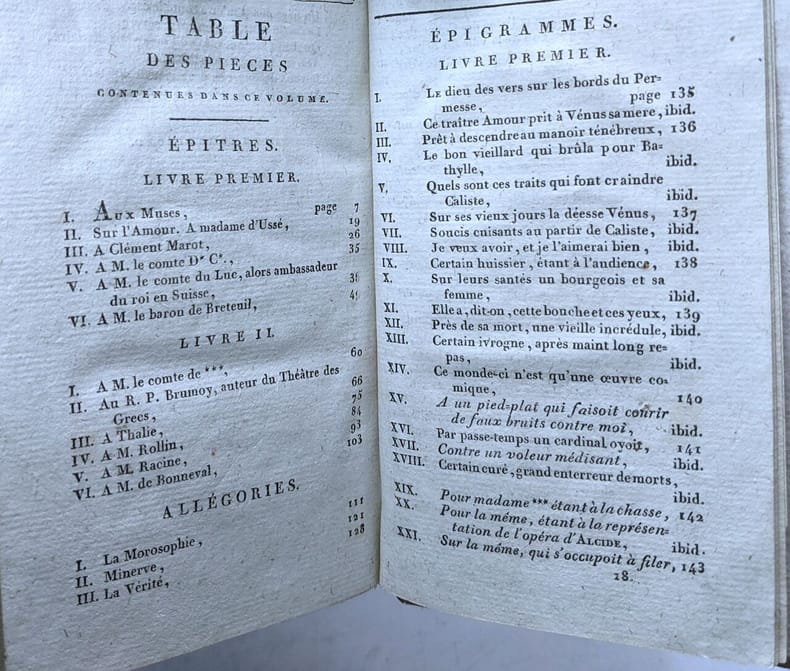 TABLE
DES PIECES
CONTENUES DANS CE VOLUME.
ÉPITRES.
LIVRE PREMIER.
I. Aux Muses, page 7
II. Sur l'Amour. A madame d'Ussé, 19
III. A Clément Marot, 26
IV. A M. le comte D* C*., 35
V. A M. le comte du Luc, alors ambassadeur
du roi en Suisse,
VI. A M. le baron de Breteuil,
LIVRE II.
I. A M. le comte de ***, 60
II. Au R. P. Brumoy, auteur du Théâtre des
Grecs, 66
III. A Thalie, 75
IV. A M. Rollin, 84
V. A M. Racine, 93
VI. A M. de Bonneval, 103
ALLÉGORIES.
I. La Morosophie, 111
II. Minerve, 121
III. La Vérité, 128
ÉPIGRAMMES.
LIVRE PREMIER.
I. Le dieu des vers sur les bords du Per-
messe, page 135
II. Ce traître Amour prit à Vénus sa mere, ibid.
III. Prêt à descendre au manoir ténébreux, 136
IV. Le bon vieillard qui brûla pour Ba-
thylle, ibid.
V. Quels sont ces traits qui font craindre
Caliste, ibid.
VI. Sur ses vieux jours la déesse Vénus, 137
VII. Soucis cuisants au partir de Caliste, ibid.
VIII. Je veux avoir, et je l'aimerai bien, ibid.
IX. Certain huissier, étant à l'audience, 138
X. Sur leurs santés un bourgeois et sa
femme, ibid.
XI. Elle a, dit-on, cette bouche et ces yeux, 139
XII. Près de sa mort, une vieille incrédule, ibid.
XIII. Certain ivrogne, après maint long re-
pas, ibid.
XIV. Ce monde-ci n'est qu'une œuvre co-
mique, 140
XV. A un pied-plat qui faisoit courir
de faux bruits contre moi, ibid.
XVI. Par passe-temps un cardinal oyoit, 141
XVII. Contre un voleur médisant, ibid.
XVIII. Certain curé, grand enterreur de morts,
ibid.
XIX. Pour madame *** étant à la chasse, 142
XX. Pour la même, étant à la représen-
tation de l'opéra d'ALCIDE, ibid.
XXI. Sur la même, qui s'occupoit à filer, 143
18.